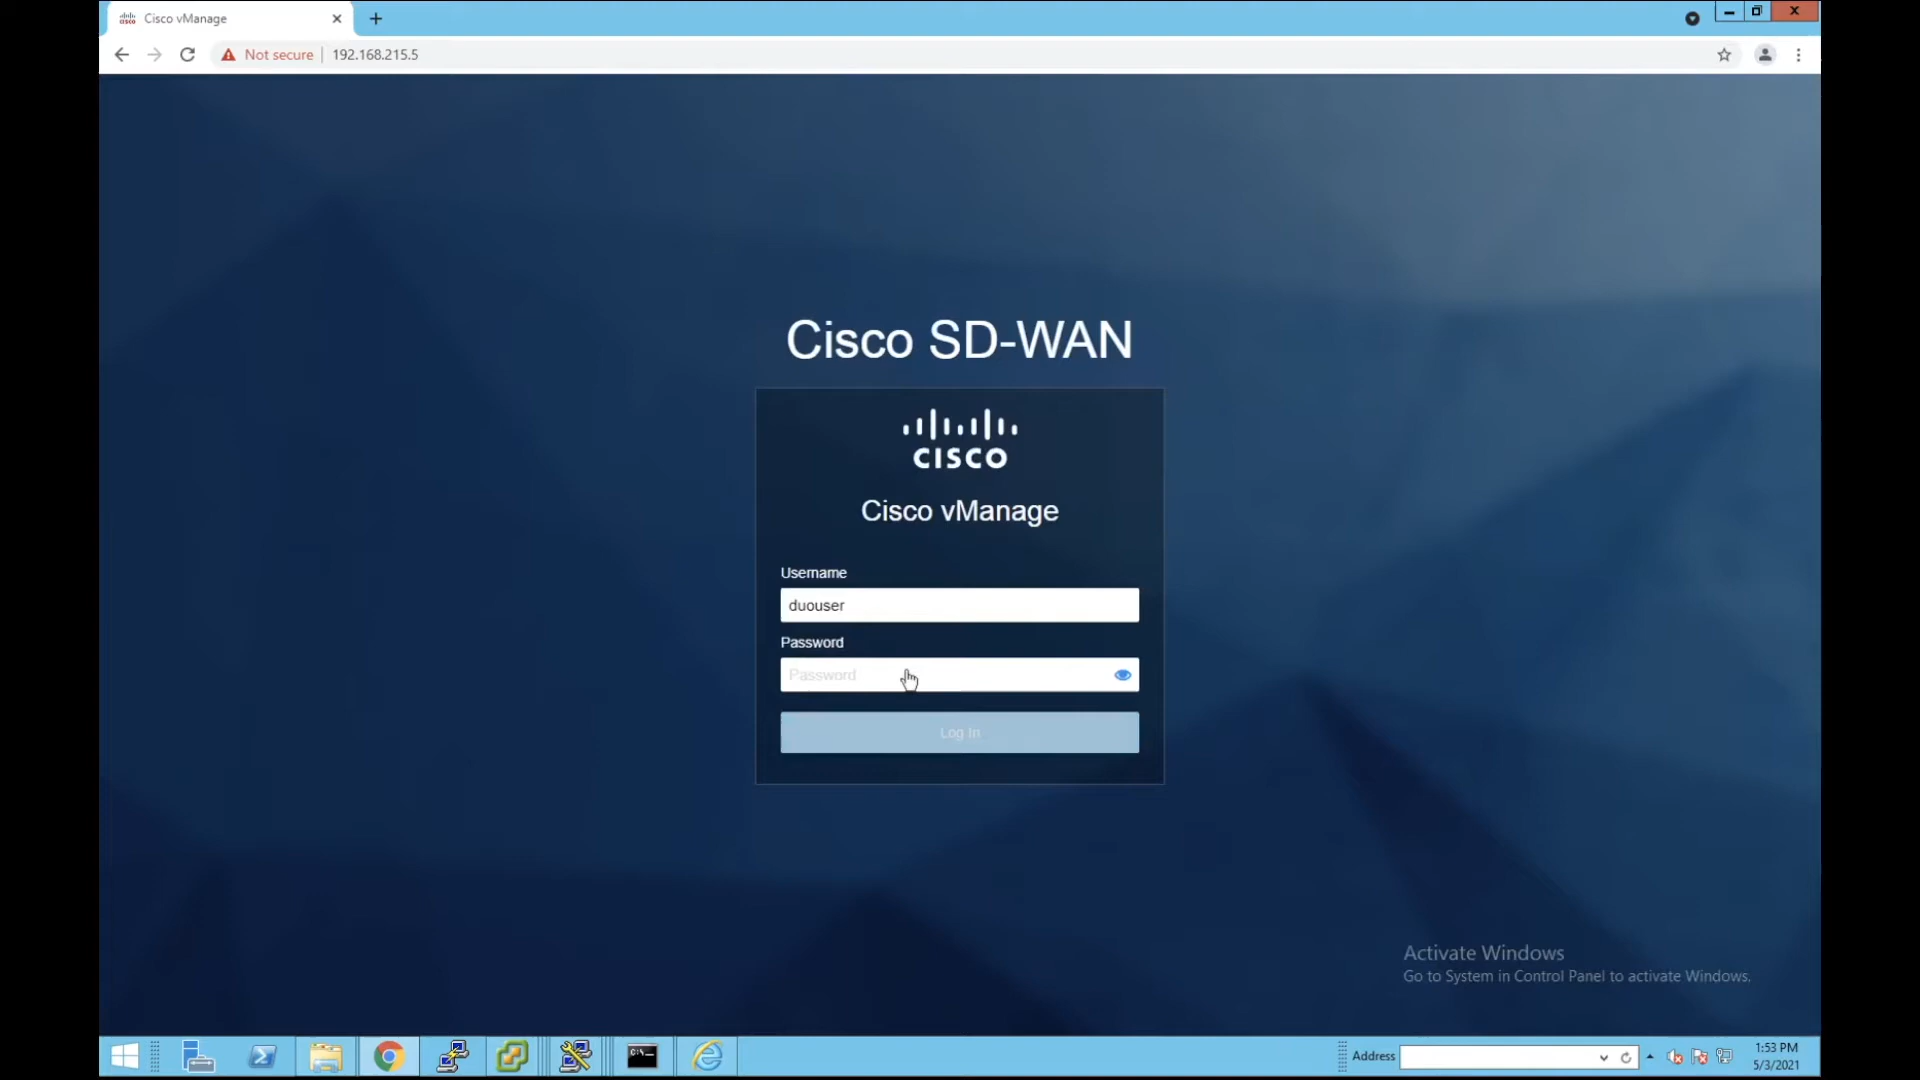 Cisco vManage
Not secure
192.168.215.5
Cisco SD-WAN
CISCO
Cisco vManage
Username
duouser
Password
Password
Log In
Activate Windows
Go to System in Control Panel to activate Windows.
Address
1:53 PM
5/3/2021